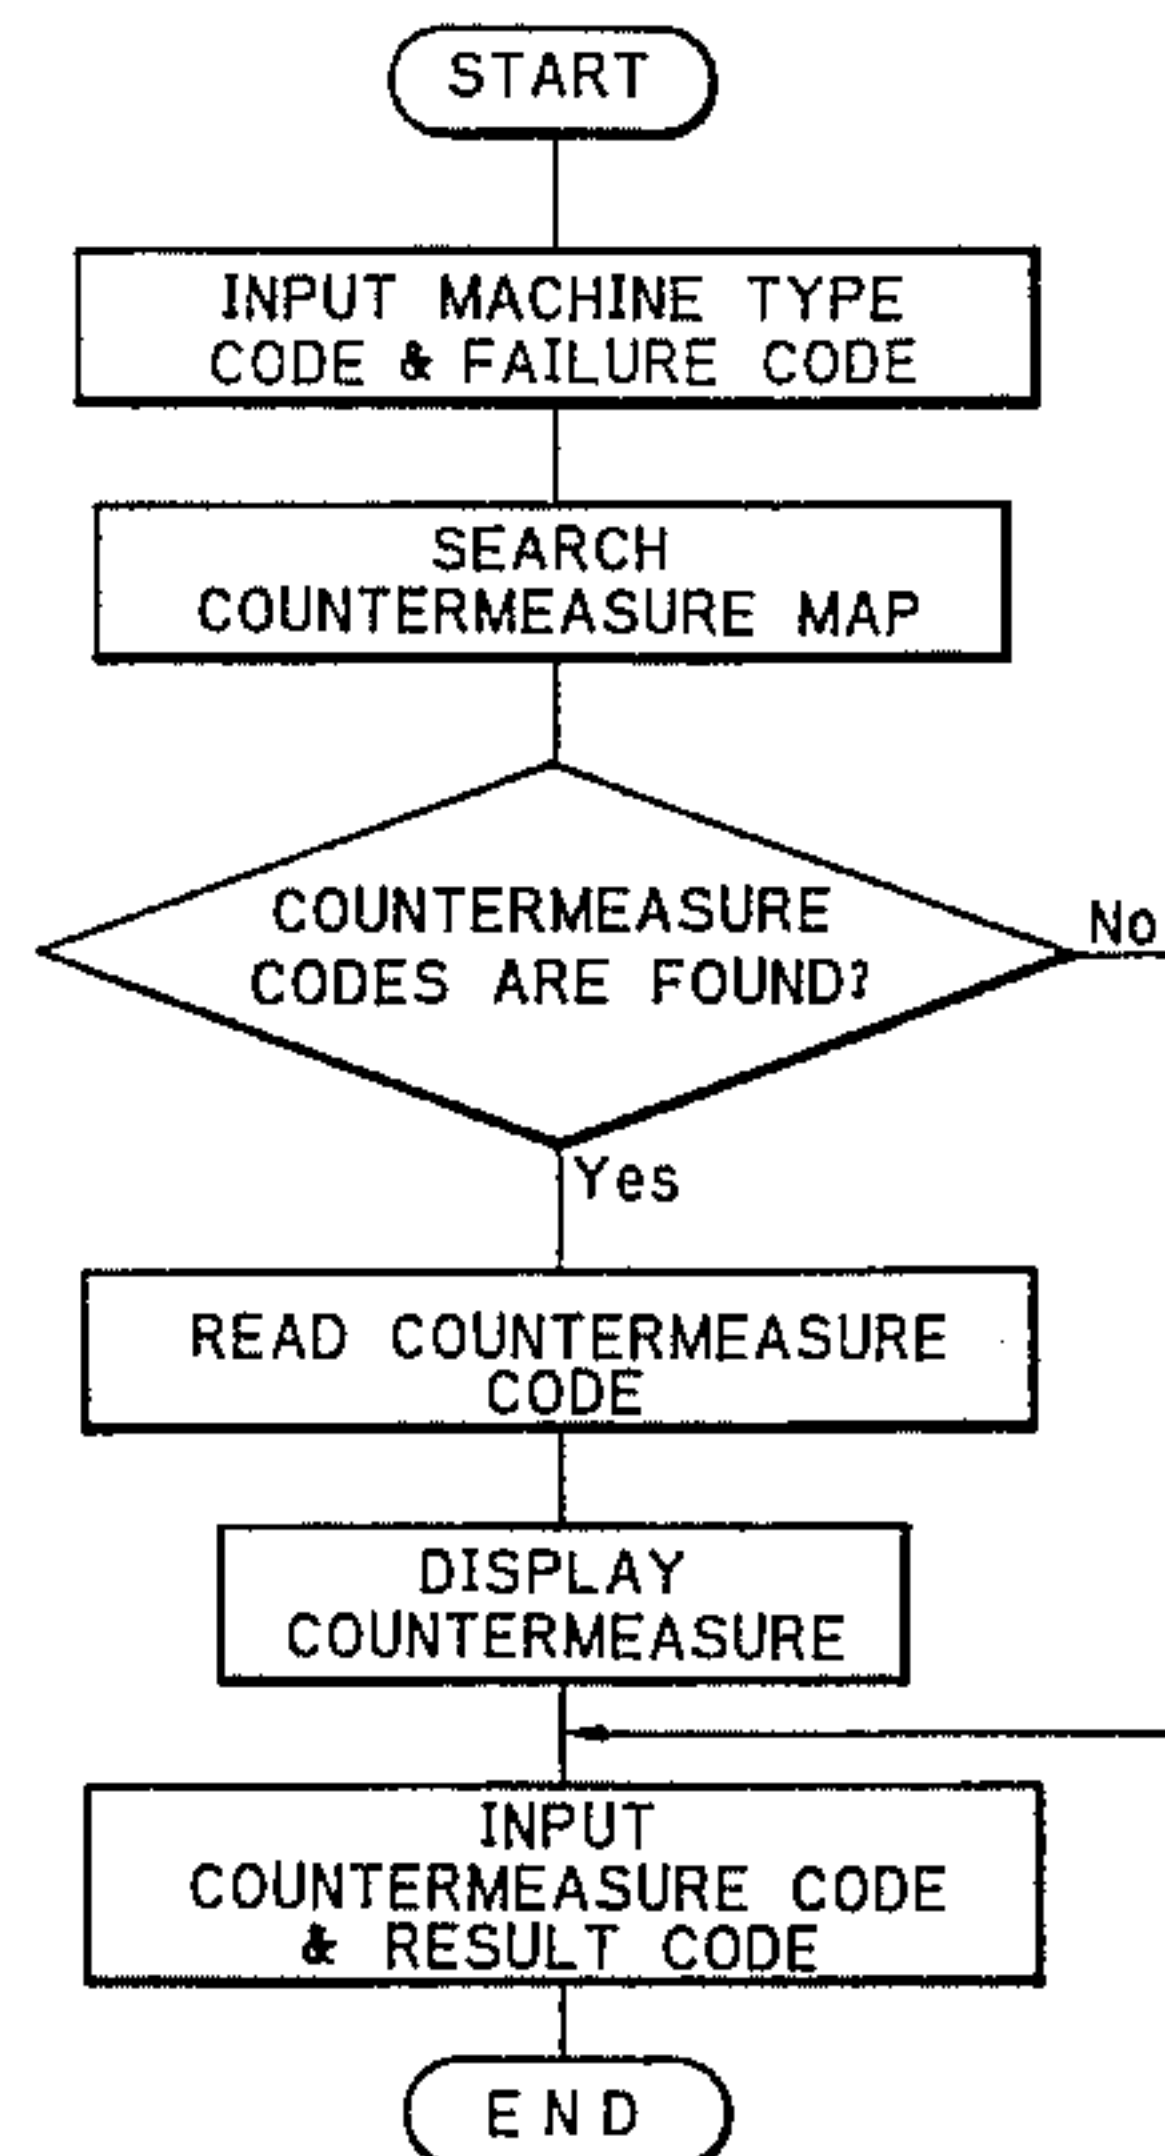 START
INPUT MACHINE TYPE
CODE & FAILURE CODE
SEARCH
COUNTERMEASURE MAP
COUNTERMEASURE
CODES ARE FOUND?
No
Yes
READ COUNTERMEASURE
CODE
DISPLAY
COUNTERMEASURE
INPUT
COUNTERMEASURE CODE
& RESULT CODE
END